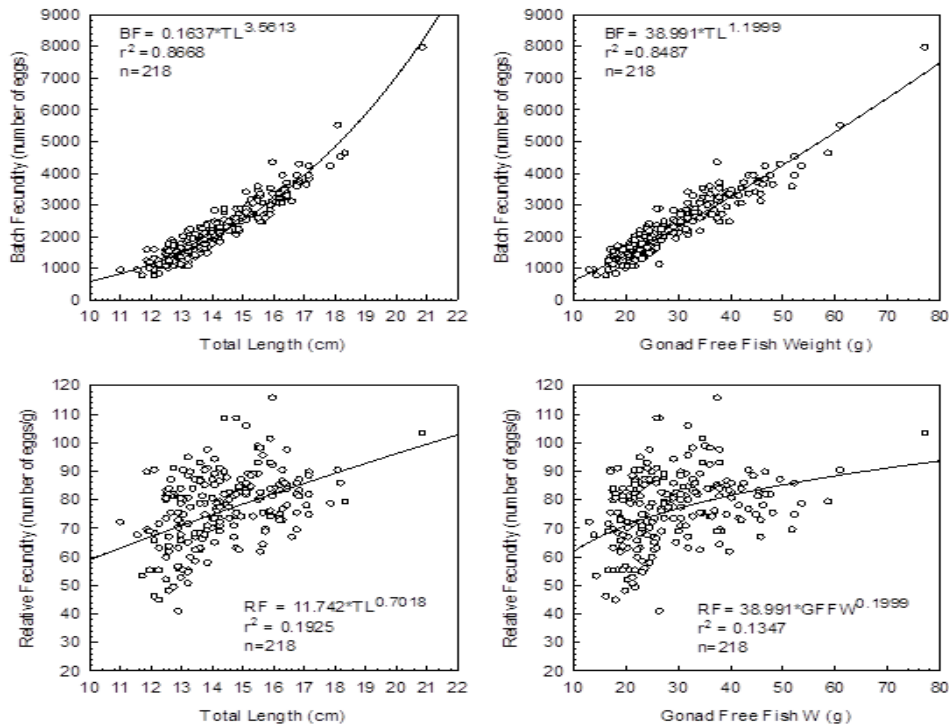 9000
8000
7000
6000
5000
4000
3000
2000
1000
0
Batch Fecundity (number of eggs)
BF = 0.1637*TL^3.5613
r² =0.8668
n=218
10 11 12 13 14 15 16 17 18 19 20 21 22
Total Length (cm)
9000
8000
7000
6000
5000
4000
3000
2000
1000
0
Batch Fecundity (number of eggs)
BF = 38.991*TL^1.1999
r² =0.8487
n=218
10 20 30 40 50 60 70 80
Gonad Free Fish Weight (g)
120
110
100
90
80
70
60
50
40
30
20
Relative Fecundity (number of eggs/g)
RF = 11.742*TL^0.7018
r² = 0.1925
n=218
10 11 12 13 14 15 16 17 18 19 20 21 22
Total Length (cm)
120
110
100
90
80
70
60
50
40
30
20
Relative Fecundity (number of eggs/g)
RF = 38.991*GFFW^0.1999
r² = 0.1347
n=218
10 20 30 40 50 60 70 80
Gonad Free Fish W (g)